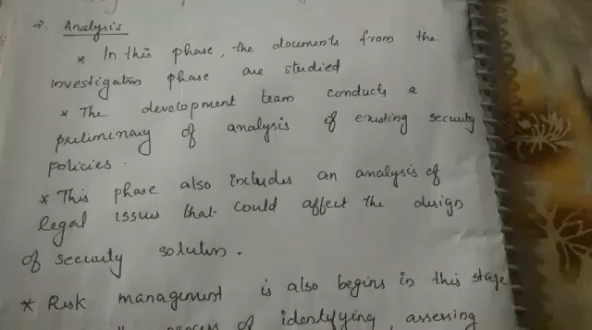 2. Analysis
* In this phase, the documents from the
investigation phase are studied
* The development team conducts a
preliminary of analysis of existing security
policies.
* This phase also includes an analysis of
legal issues that could affect the design
of security solution.
* Risk management is also begins in this stage
process of identifying, assessing